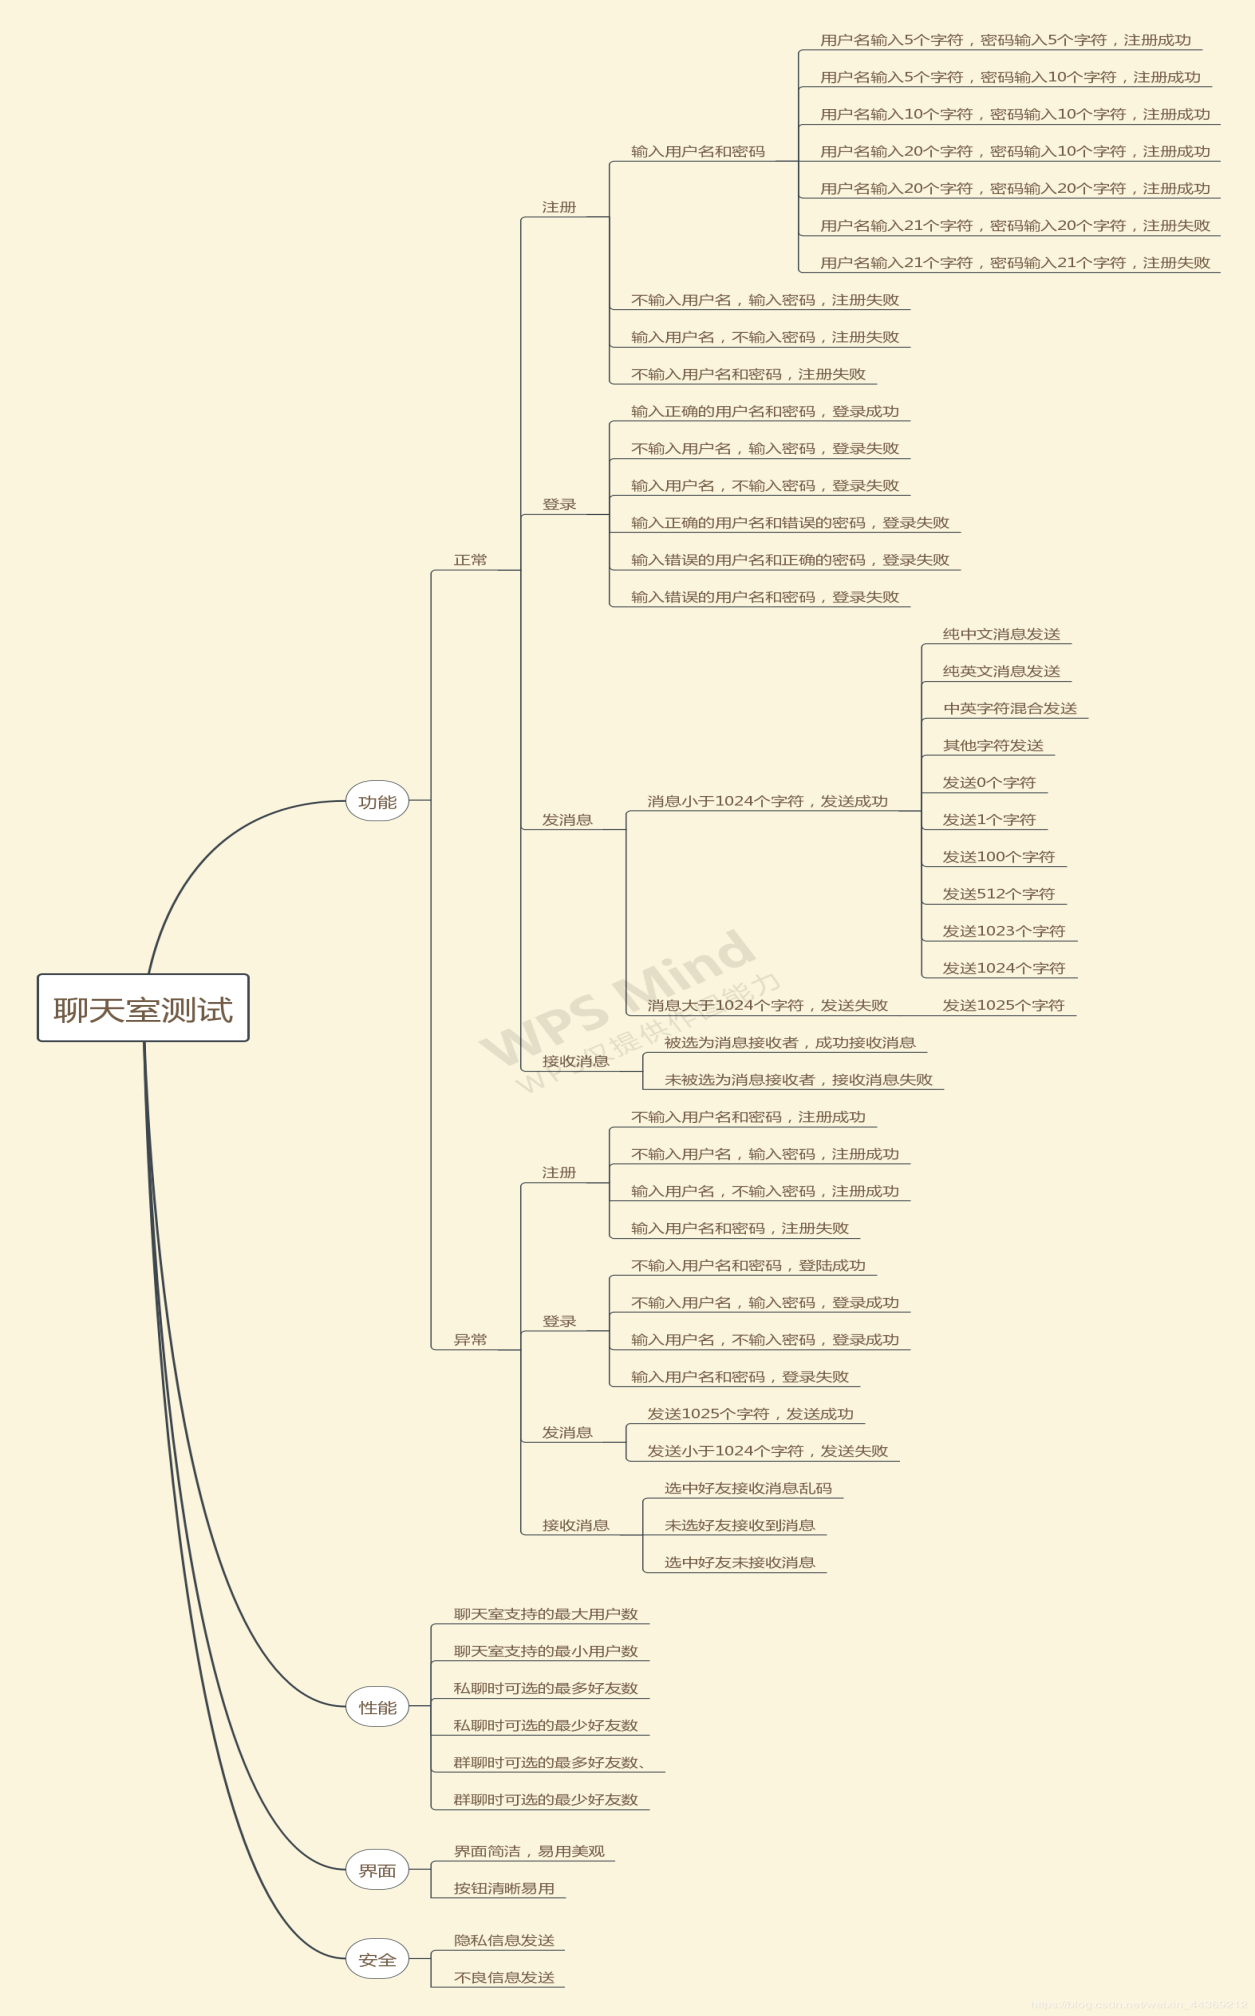 用户名输入5个字符，密码输入5个字符，注册成功
用户名输入5个字符，密码输入10个字符，注册成功
用户名输入10个字符，密码输入10个字符，注册成功
输入用户名和密码
用户名输入20个字符，密码输入10个字符，注册成功
用户名输入20个字符，密码输入20个字符，注册成功
注册
用户名输入21个字符，密码输入20个字符，注册失败
用户名输入21个字符，密码输入21个字符，注册失败
不输入用户名，输入密码，注册失败
输入用户名，不输入密码，注册失败
不输入用户名和密码，注册失败
输入正确的用户名和密码，登录成功
不输入用户名，输入密码，登录失败
输入用户名，不输入密码，登录失败
登录
输入正确的用户名和错误的密码，登录失败
正常
输入错误的用户名和正确的密码，登录失败
输入错误的用户名和密码，登录失败
纯中文消息发送
纯英文消息发送
中英字符混合发送
其他字符发送
发送0个字符
功能
消息小于1024个字符，发送成功
发消息
发送1个字符
发送100个字符
发送512个字符
发送1023个字符
发送1024个字符
WPS Mind
聊天室测试
消息大于1024个字符，发送失败
发送1025个字符
被选为消息接收者，成功接收消息
接收消息
未被选为消息接收者，接收消息失败
不输入用户名和密码，注册成功
不输入用户名，输入密码，注册成功
注册
输入用户名，不输入密码，注册成功
输入用户名和密码，注册失败
不输入用户名和密码，登陆成功
不输入用户名，输入密码，登录成功
登录
异常
输入用户名，不输入密码，登录成功
输入用户名和密码，登录失败
发送1025个字符，发送成功
发消息
发送小于1024个字符，发送失败
选中好友接收消息乱码
接收消息
未选好友接收到消息
选中好友未接收消息
聊天室支持的最大用户数
聊天室支持的最小用户数
私聊时可选的最多好友数
性能
私聊时可选的最少好友数
群聊时可选的最多好友数、
群聊时可选的最少好友数
界面简洁，易用美观
界面
按钮清晰易用
隐私信息发送
安全
不良信息发送